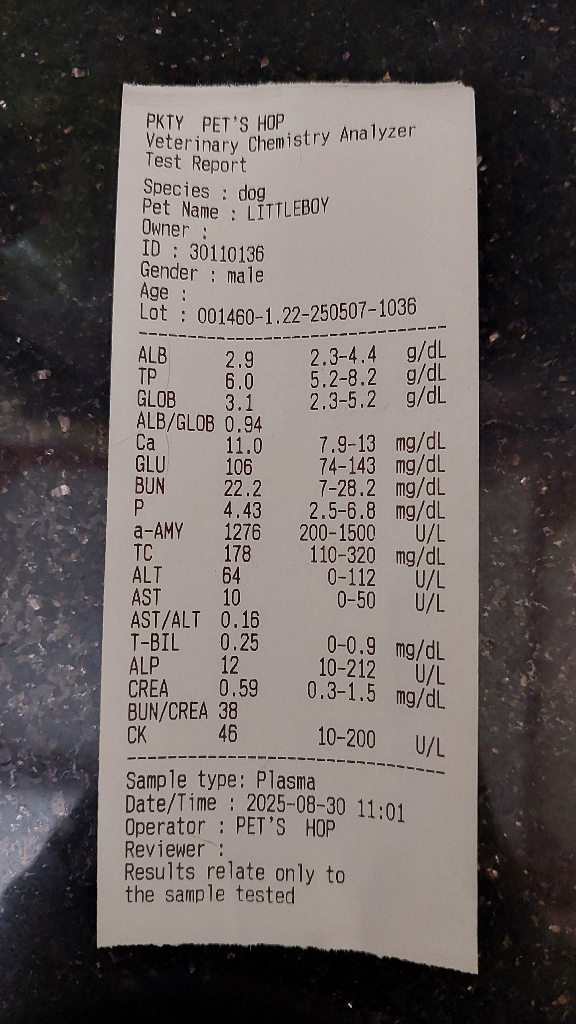 PKTY PET'S HOP
Veterinary Chemistry Analyzer
Test Report
Species : dog
Pet Name : LITTLEBOY
Owner :
ID : 30110136
Gender : male
Age :
Lot : 001460-1.22-250507-1036
ALB 2.9 2.3-4.4 g/dL
TP 6.0 5.2-8.2 g/dL
GLOB 3.1 2.3-5.2 g/dL
ALB/GLOB 0.94
Ca 11.0 7.9-13 mg/dL
GLU 106 74-143 mg/dL
BUN 22.2 7-28.2 mg/dL
P 4.43 2.5-6.8 mg/dL
a-AMY 1276 200-1500 U/L
TC 178 110-320 mg/dL
ALT 64 0-112 U/L
AST 10 0-50 U/L
AST/ALT 0.16
T-BIL 0.25 0-0.9 mg/dL
ALP 12 10-212 U/L
CREA 0.59 0.3-1.5 mg/dL
BUN/CREA 38
CK 46 10-200 U/L
Sample type: Plasma
Date/Time : 2025-08-30 11:01
Operator : PET'S HOP
Reviewer :
Results relate only to
the sample tested